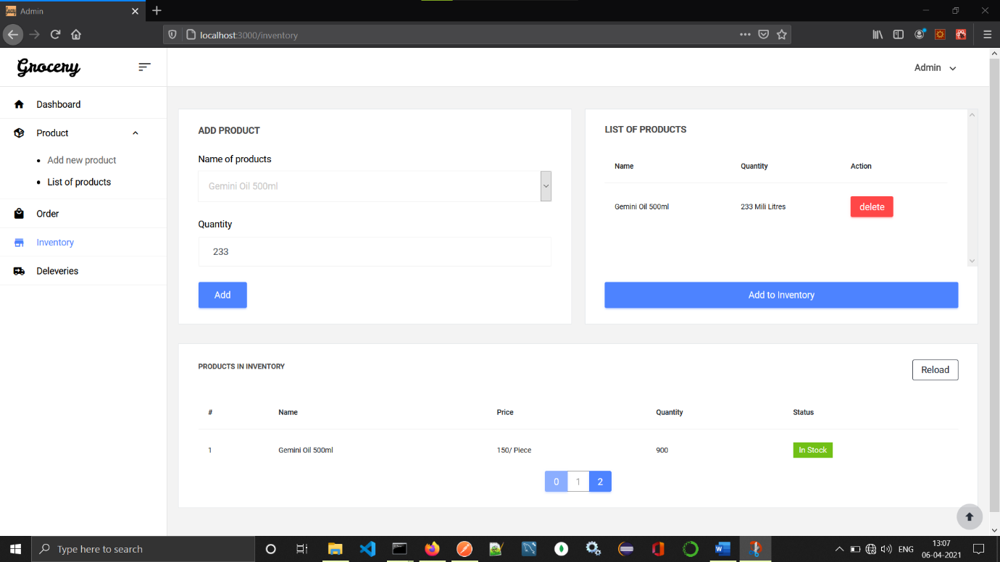 Admin
localhost:3000/inventory
Grocery
Admin
Dashboard
Product
Add new product
List of products
Order
Inventory
Deleveries
ADD PRODUCT
Name of products
Gemini Oil 500ml
Quantity
233
Add
LIST OF PRODUCTS
Name Quantity Action
Gemini Oil 500ml 233 Mili Litres delete
Add to Inventory
PRODUCTS IN INVENTORY
Reload
# Name Price Quantity Status
1 Gemini Oil 500ml 150/ Piece 900 In Stock
0 1 2
Type here to search
ENG
13:07
06-04-2021